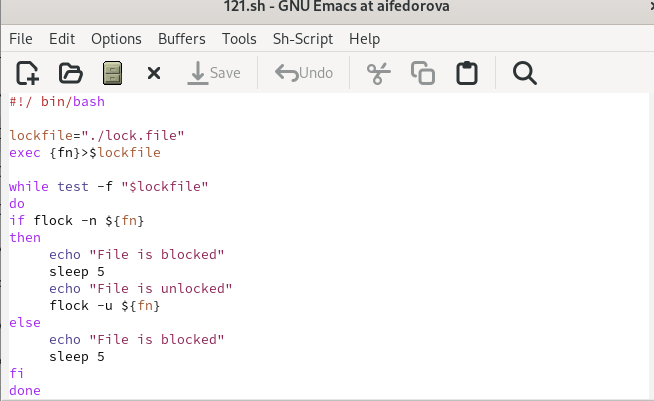 121.sh - GNU Emacs at aifedorova
File Edit Options Buffers Tools Sh-Script Help
Save Undo
#!/ bin/bash
lockfile="./lock.file"
exec {fn}>$lockfile
while test -f "$lockfile"
do
if flock -n ${fn}
then
     echo "File is blocked"
     sleep 5
     echo "File is unlocked"
     flock -u ${fn}
else
     echo "File is blocked"
     sleep 5
fi
done